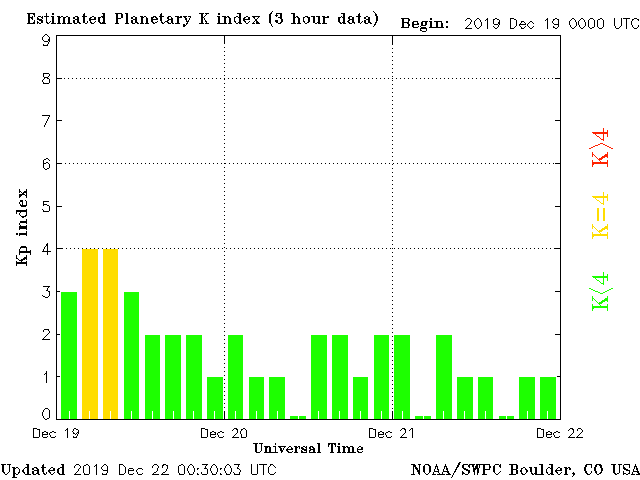 Estimated Planetary K index (3 hour data) Begin: 2019 Dec 19 0000 UTC
9
8
7
6
5
4
3
2
1
0
Kp index
K>4
K=4
K<4
Dec 19 Dec 20 Dec 21 Dec 22
Universal Time
Updated 2019 Dec 22 00:30:03 UTC NOAA/SWPC Boulder, CO USA